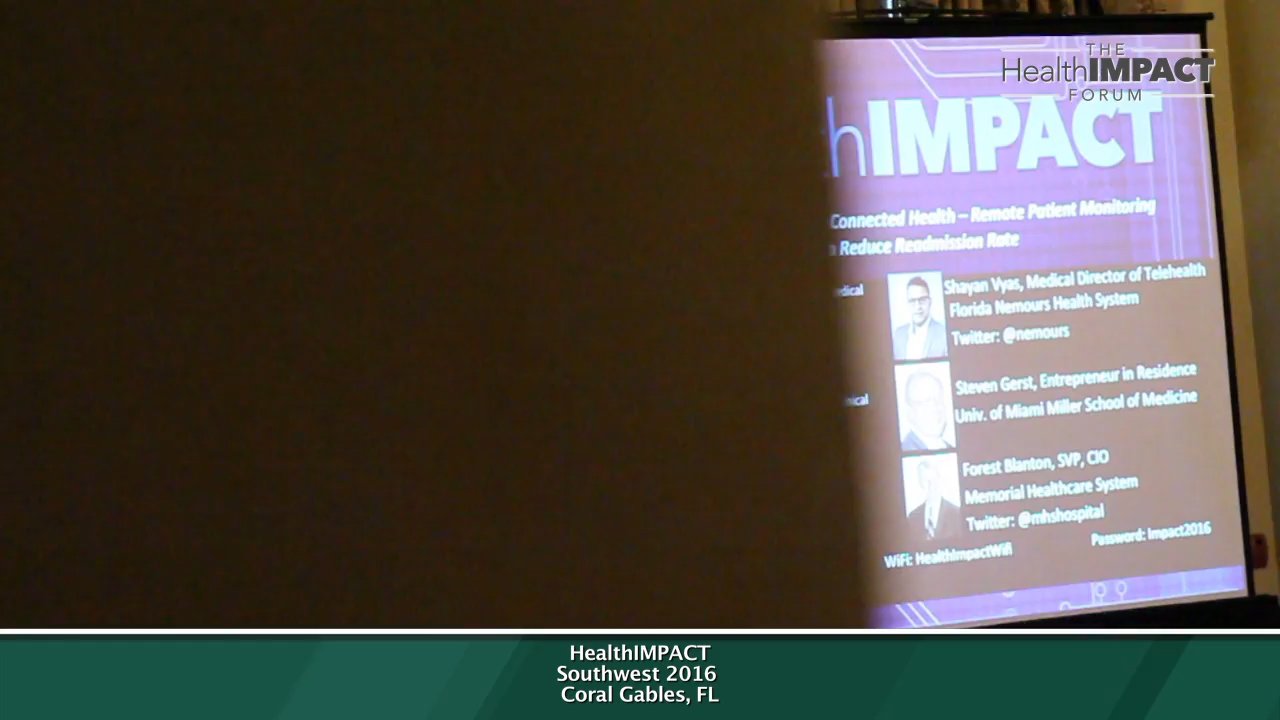 THE
HealthIMPACT
FORUM
hIMPACT
Connected Health – Remote Patient Monitoring
Reduce Readmission Rate
Shayan Vyas, Medical Director of Telehealth
Florida Nemours Health System
Twitter: @nemours
Steven Gerst, Entrepreneur in Residence
Univ. of Miami Miller School of Medicine
Forest Blanton, SVP, CIO
Memorial Healthcare System
Twitter: @mhshospital
WiFi: HealthImpactWifi
Password: Impact2016
HealthIMPACT
Southwest 2016
Coral Gables, FL